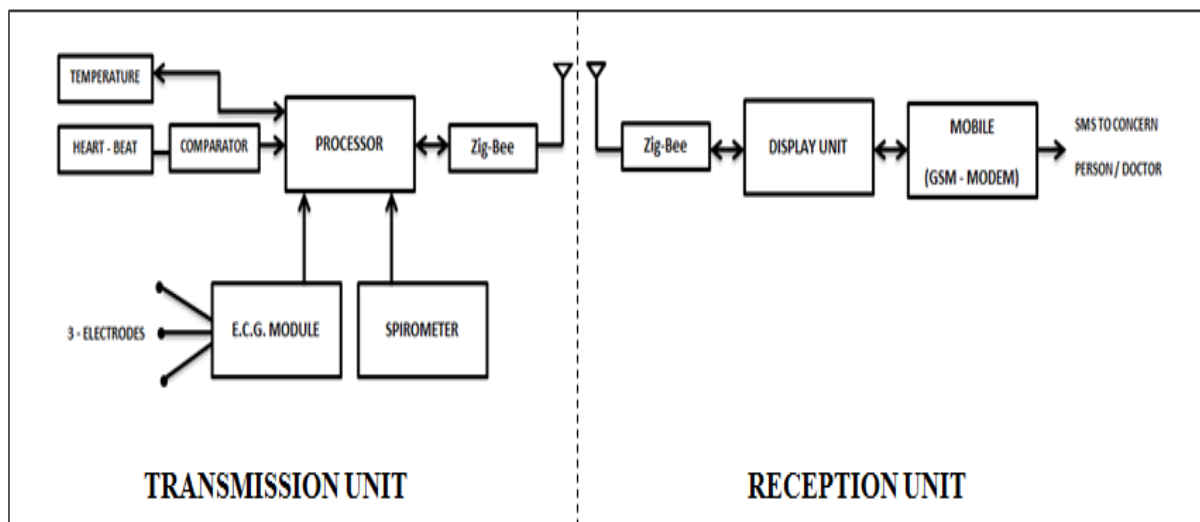 TEMPERATURE
HEART - BEAT
COMPARATOR
PROCESSOR
Zig-Bee
3 - ELECTRODES
E.C.G. MODULE
SPIROMETER
TRANSMISSION UNIT
Zig-Bee
DISPLAY UNIT
MOBILE
(GSM - MODEM)
SMS TO CONCERN
PERSON / DOCTOR
RECEPTION UNIT